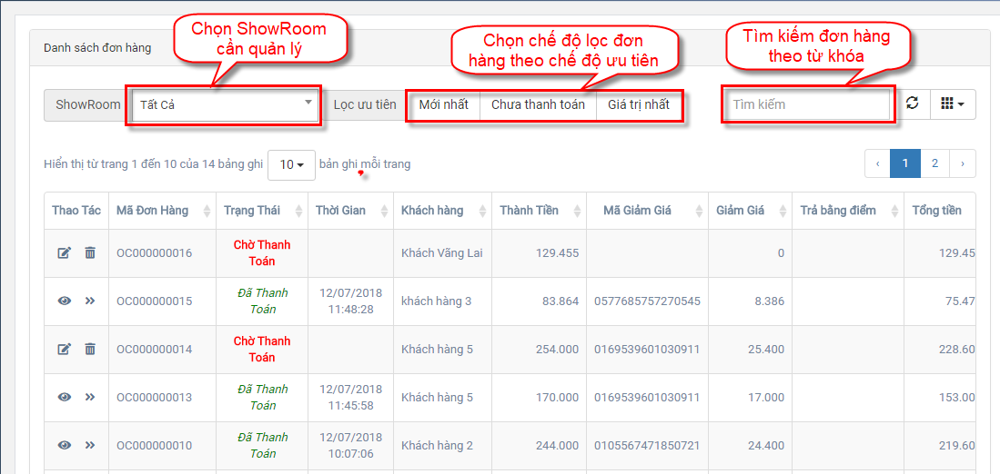 Chọn ShowRoom
cần quản lý
Chọn chế độ lọc đơn
hàng theo chế độ ưu tiên
Tìm kiếm đơn hàng
theo từ khóa
Danh sách đơn hàng
ShowRoom Tất Cả Lọc ưu tiên Mới nhất Chưa thanh toán Giá trị nhất Tìm kiếm
Hiển thị từ trang 1 đến 10 của 14 bảng ghi 10 bản ghi mỗi trang ‹ 1 2 ›
Thao Tác Mã Đơn Hàng Trạng Thái Thời Gian Khách hàng Thành Tiền Mã Giảm Giá Giảm Giá Trả bằng điểm Tổng tiền
OC000000016 Chờ Thanh Toán Khách Vãng Lai 129.455 0 129.45
OC000000015 Đã Thanh Toán 12/07/2018 11:48:28 khách hàng 3 83.864 0577685757270545 8.386 75.47
OC000000014 Chờ Thanh Toán Khách hàng 5 254.000 0169539601030911 25.400 228.60
OC000000013 Đã Thanh Toán 12/07/2018 11:45:58 Khách hàng 5 170.000 0169539601030911 17.000 153.00
OC000000010 Đã Thanh Toán 12/07/2018 10:07:06 Khách hàng 2 244.000 0105567471850721 24.400 219.60